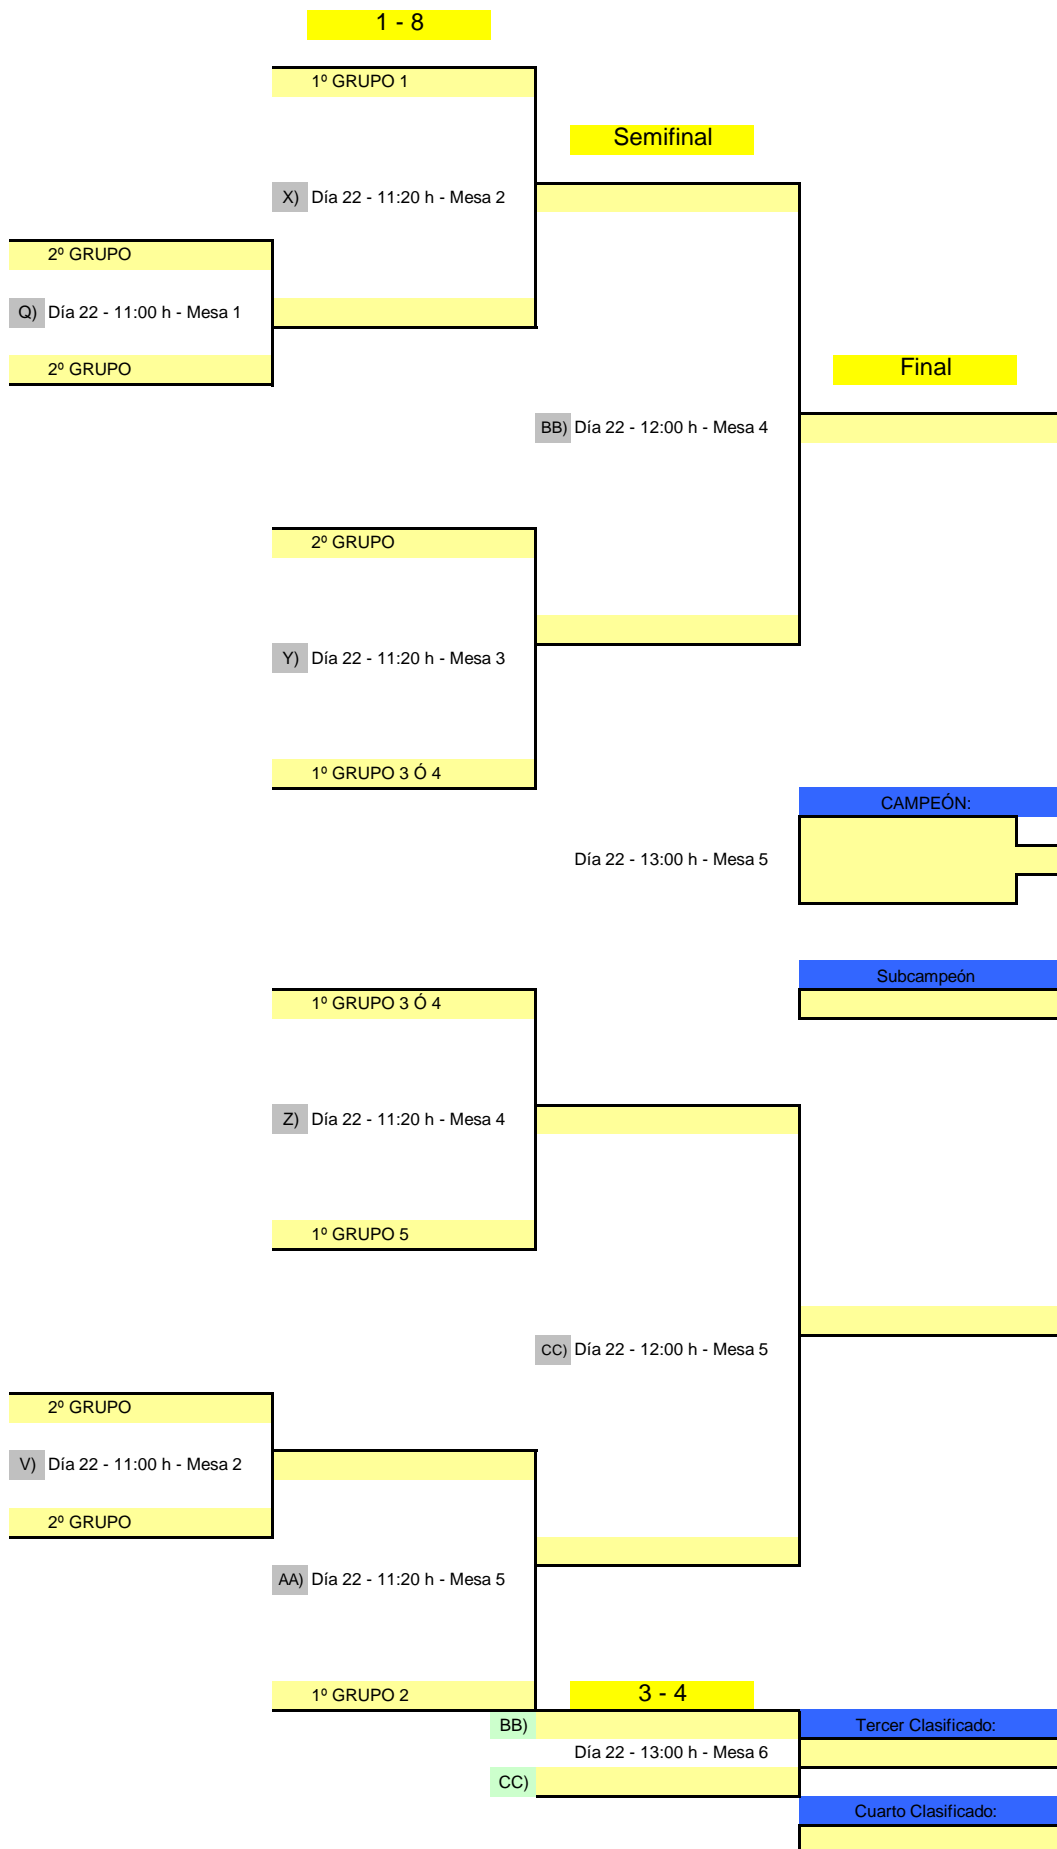 1 - 8
1º GRUPO 1
Semifinal
X) Día 22 - 11:20 h - Mesa 2
2º GRUPO
Q) Día 22 - 11:00 h - Mesa 1
2º GRUPO
Final
BB) Día 22 - 12:00 h - Mesa 4
2º GRUPO
Y) Día 22 - 11:20 h - Mesa 3
1º GRUPO 3 Ó 4
CAMPEÓN:
Día 22 - 13:00 h - Mesa 5
Subcampeón
1º GRUPO 3 Ó 4
Z) Día 22 - 11:20 h - Mesa 4
1º GRUPO 5
CC) Día 22 - 12:00 h - Mesa 5
2º GRUPO
V) Día 22 - 11:00 h - Mesa 2
2º GRUPO
AA) Día 22 - 11:20 h - Mesa 5
1º GRUPO 2
3 - 4
BB)
Tercer Clasificado:
Día 22 - 13:00 h - Mesa 6
CC)
Cuarto Clasificado: